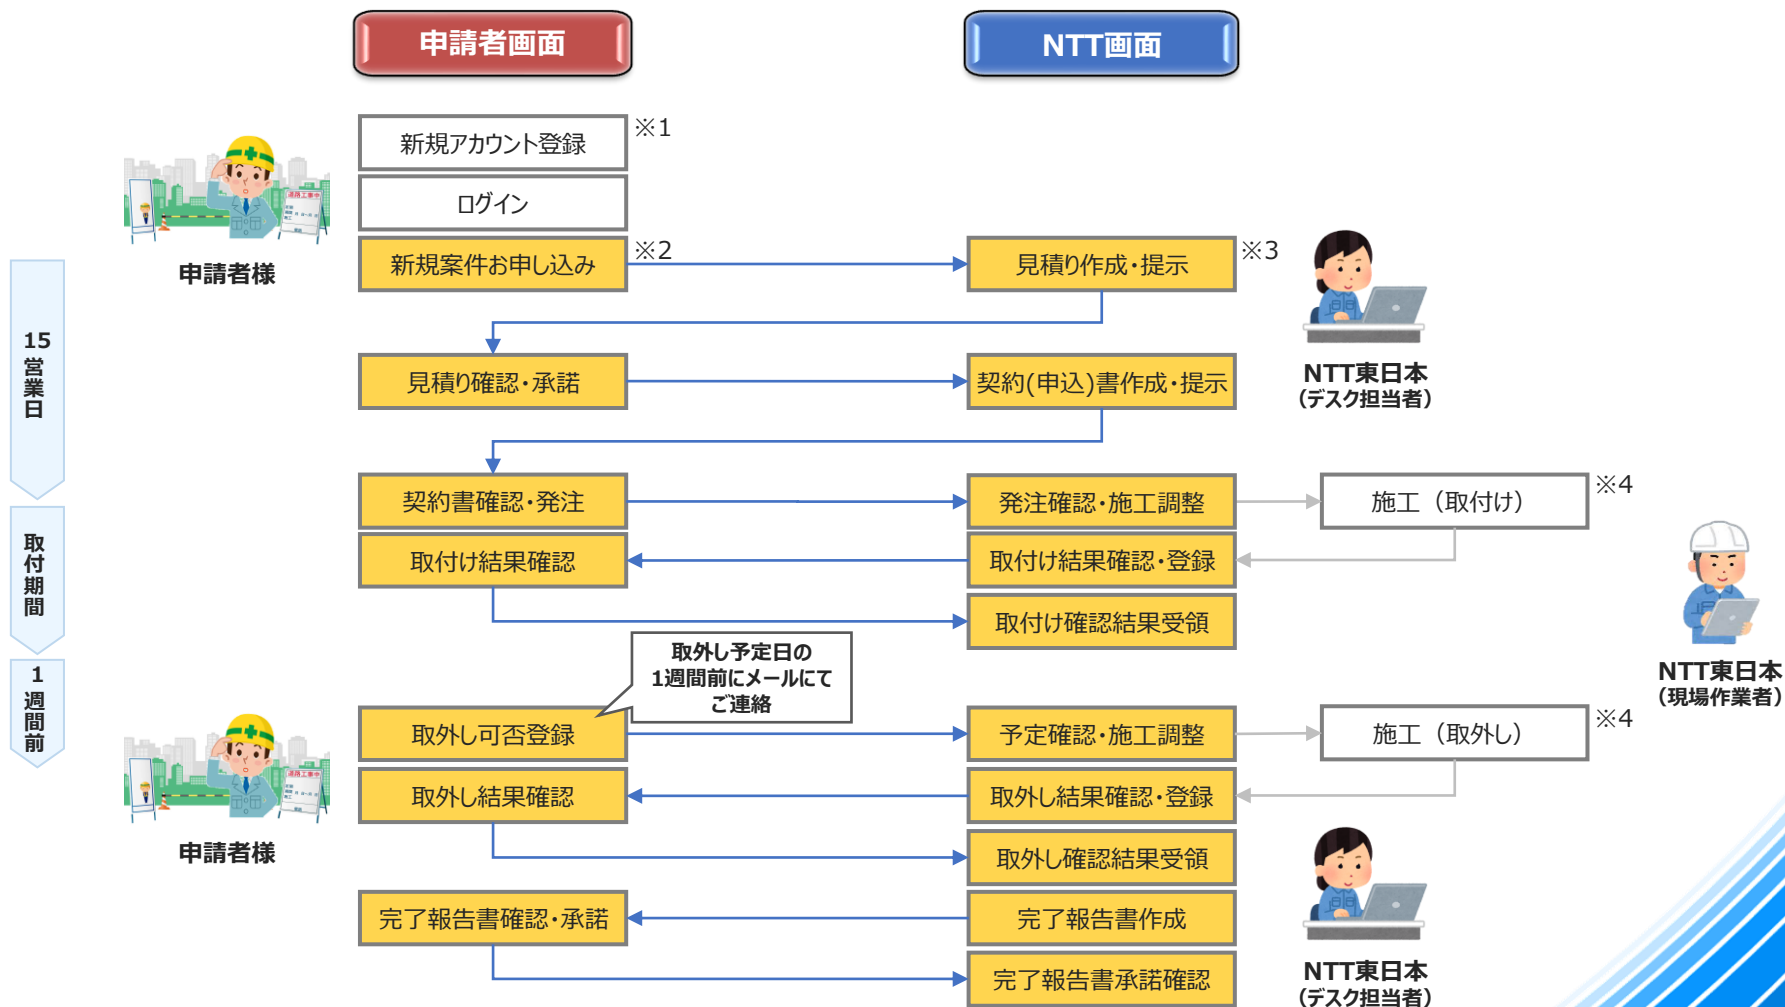 申請者画面
NTT画面
新規アカウント登録
※1
ログイン
新規案件お申し込み
※2
見積り作成・提示
※3
申請者様
15
営
業
日
見積り確認・承諾
契約(申込)書作成・提示
NTT東日本
（デスク担当者）
契約書確認・発注
発注確認・施工調整
施工（取付け）
※4
取
付
期
間
取付け結果確認
取付け結果確認・登録
取付け確認結果受領
NTT東日本
（現場作業者）
取外し予定日の
1週間前にメールにて
ご連絡
1
週
間
前
取外し可否登録
予定確認・施工調整
施工（取外し）
※4
取外し結果確認
取外し結果確認・登録
申請者様
取外し確認結果受領
完了報告書確認・承諾
完了報告書作成
完了報告書承諾確認
NTT東日本
（デスク担当者）